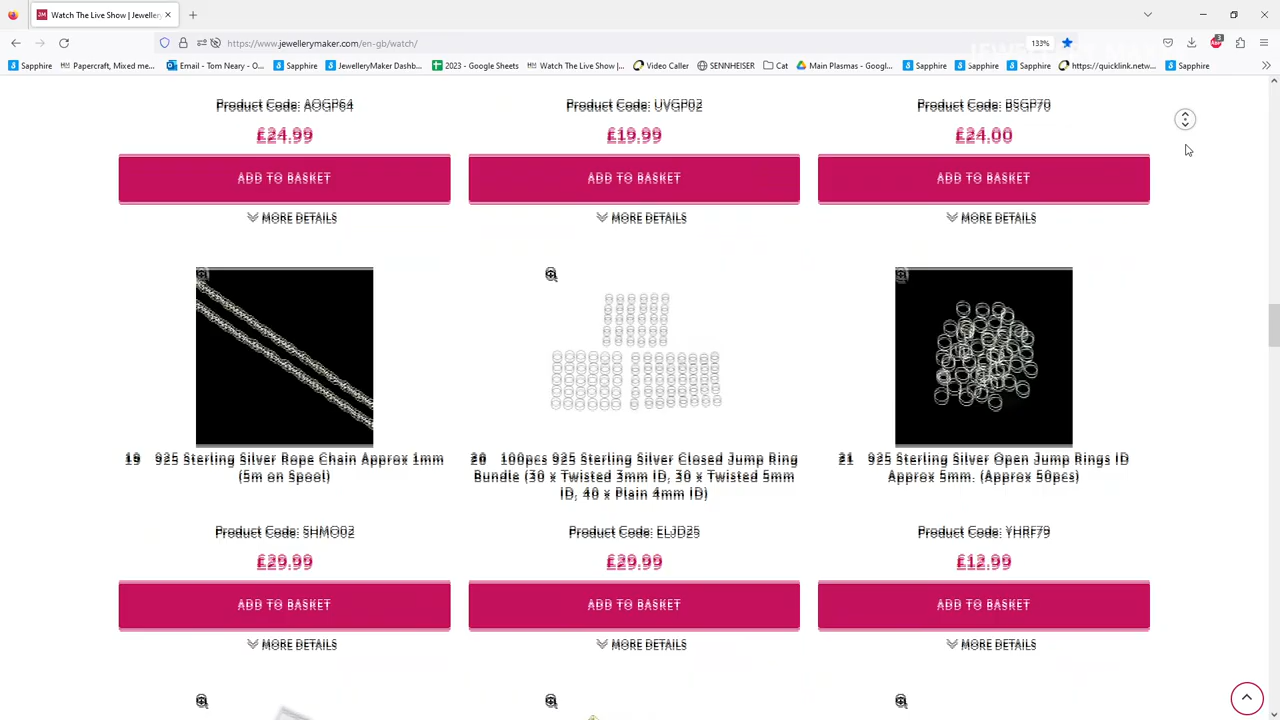 Watch The Live Show | Jeweller
https://www.jewellerymaker.com/en-gb/watch/
133%
3
Sapphire
Papercraft, Mixed me...
Email - Tom Neary - O...
Sapphire
JewelleryMaker Dashb...
2023 - Google Sheets
Watch The Live Show |...
Video Caller
SENNHEISER
Cat
Main Plasmas - Googl...
Sapphire
Sapphire
Sapphire
https://quicklink.netw...
Sapphire
Product Code: AOGP64
Product Code: UVGP02
Product Code: BSGP70
£24.99
£19.99
£24.00
ADD TO BASKET
ADD TO BASKET
ADD TO BASKET
MORE DETAILS
MORE DETAILS
MORE DETAILS
19 925 Sterling Silver Rope Chain Approx 1mm
(5m on Spool)
20 100pcs 925 Sterling Silver Closed Jump Ring
Bundle (30 x Twisted 3mm ID, 30 x Twisted 5mm
ID, 40 x Plain 4mm ID)
21 925 Sterling Silver Open Jump Rings ID
Approx 5mm. (Approx 50pcs)
Product Code: SHMO02
Product Code: ELJD25
Product Code: YHRF79
£29.99
£29.99
£12.99
ADD TO BASKET
ADD TO BASKET
ADD TO BASKET
MORE DETAILS
MORE DETAILS
MORE DETAILS